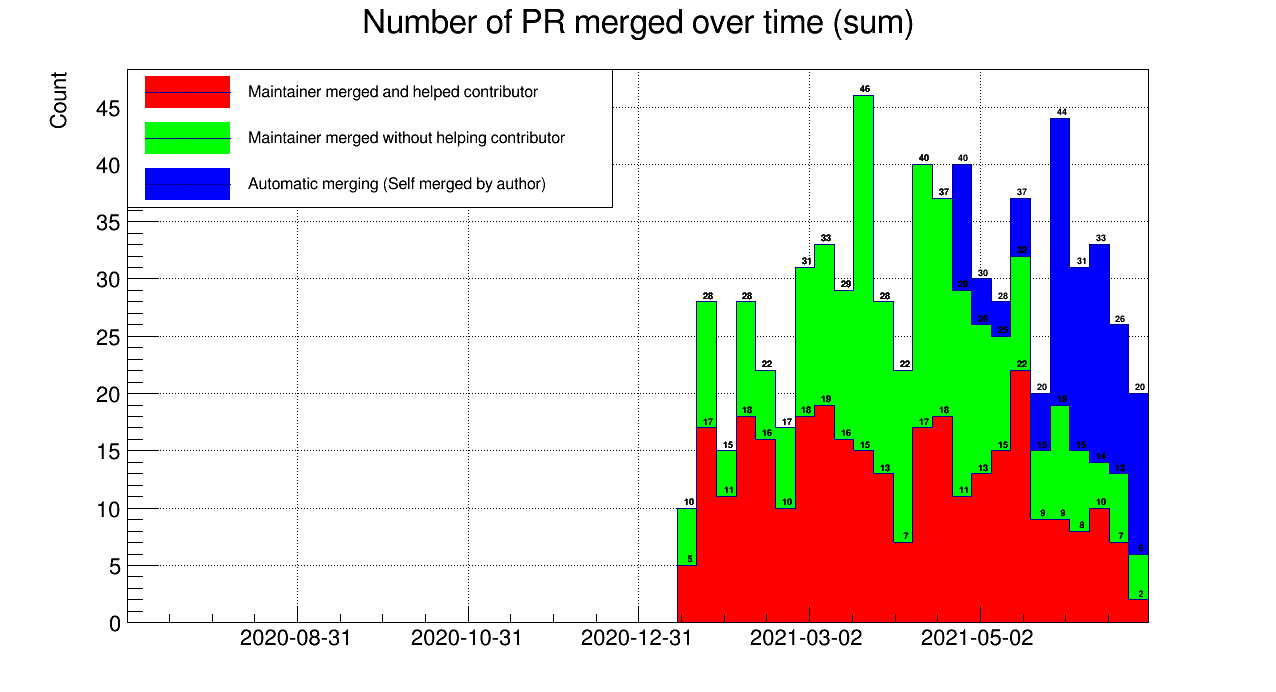 Number of PR merged over time (sum)
Count
Maintainer merged and helped contributor
Maintainer merged without helping contributor
Automatic merging (Self merged by author)
45
40
35
30
25
20
15
10
5
0
46
44
40 40
37 37
33 33
32
31 31
30
29 29
28 28 28 28
26 26
25
22 22 22
20 20
19 19
18 18 18
17 17 17
16 16
15 15 15 15 15
14
13 13 13
11 11
10 10 10
9 9
8
7 7
6
5
2
2020-08-31 2020-10-31 2020-12-31 2021-03-02 2021-05-02